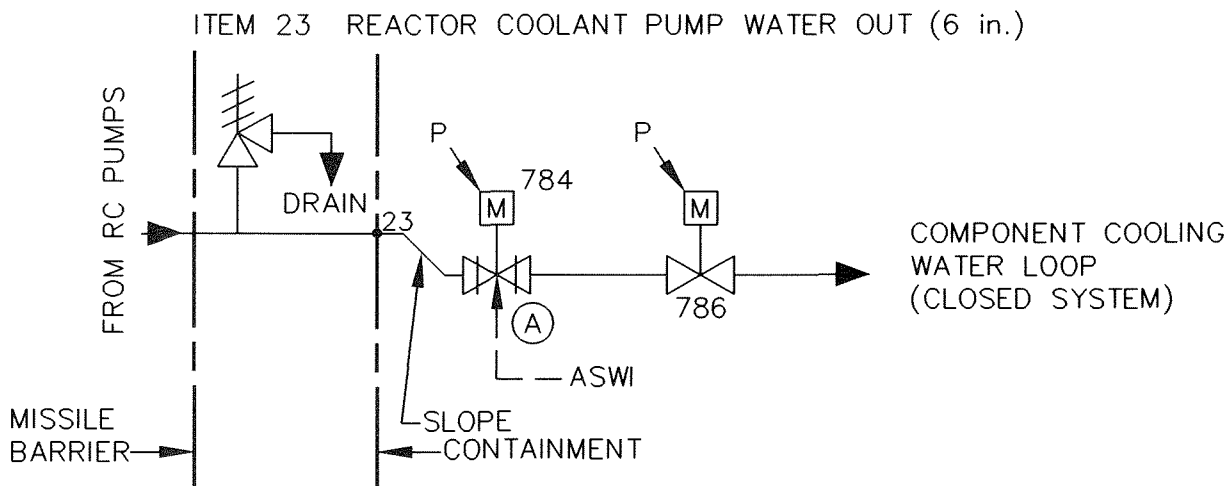 ITEM 23 REACTOR COOLANT PUMP WATER OUT (6 in.)
FROM RC PUMPS
DRAIN
23
P
M
784
P
M
786
A
ASWI
SLOPE
CONTAINMENT
MISSILE
BARRIER
COMPONENT COOLING
WATER LOOP
(CLOSED SYSTEM)